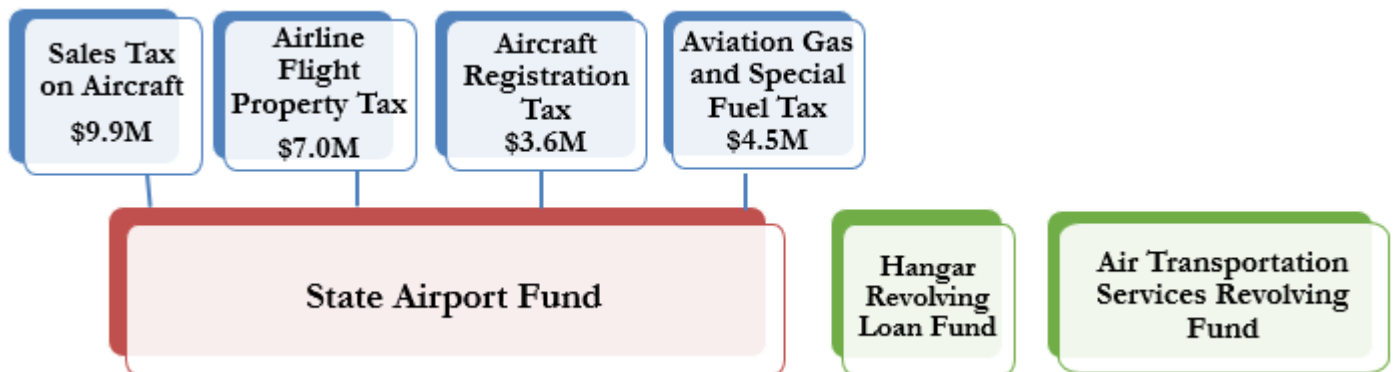 Sales Tax
on Aircraft
$9.9M
Airline
Flight
Property Tax
$7.0M
Aircraft
Registration
Tax
$3.6M
Aviation Gas
and Special
Fuel Tax
$4.5M
State Airport Fund
Hangar
Revolving
Loan Fund
Air Transportation
Services Revolving
Fund